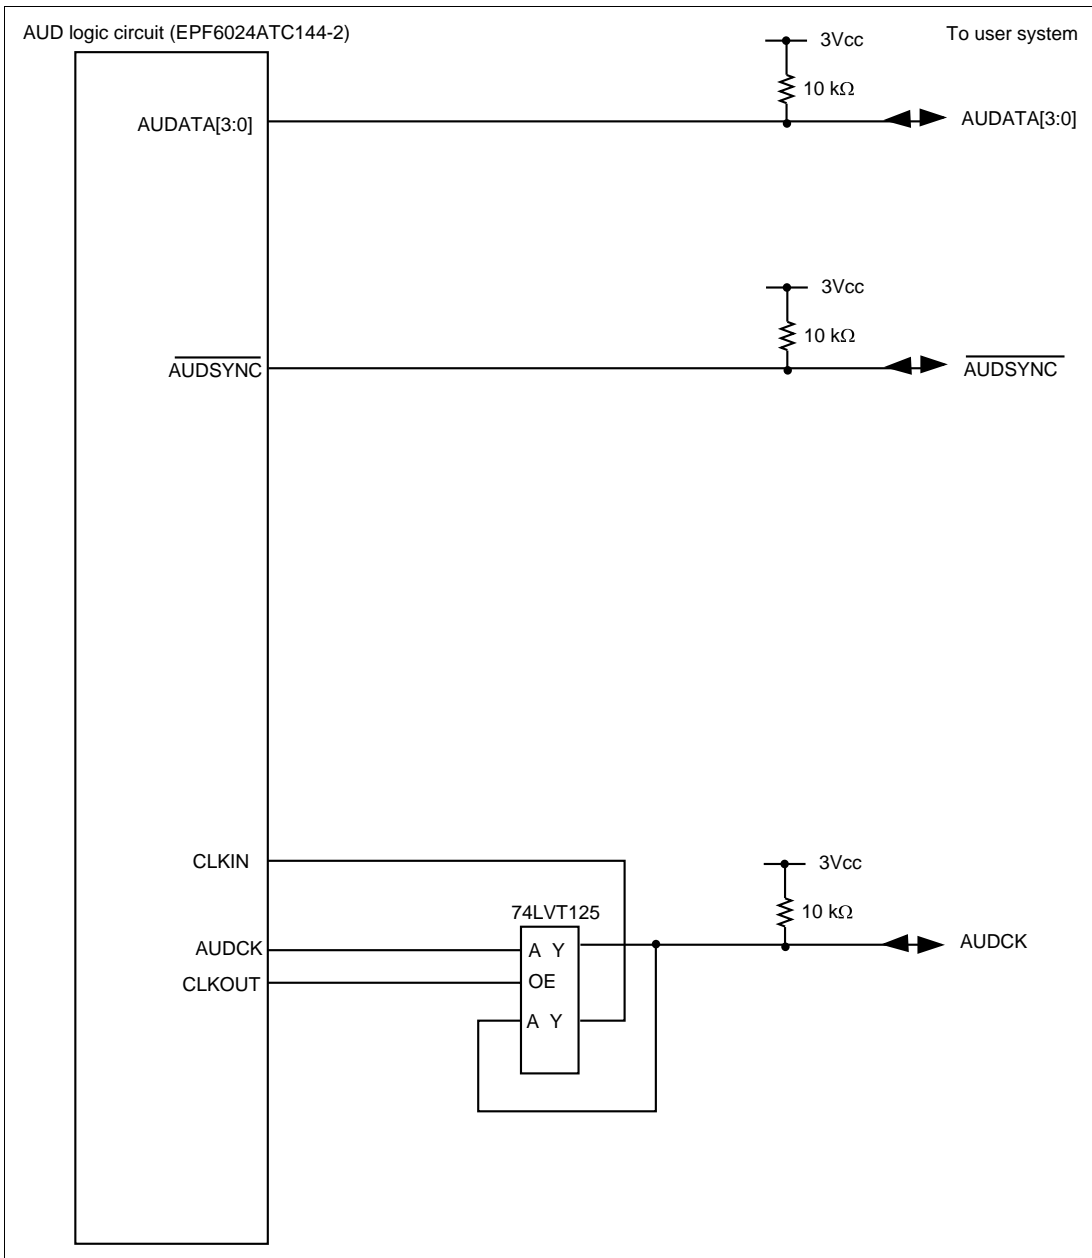 AUD logic circuit (EPF6024ATC144-2)
3Vcc
To user system
10 kΩ
AUDATA[3:0]
AUDATA[3:0]
3Vcc
10 kΩ
AUDSYNC
AUDSYNC
CLKIN
3Vcc
74LVT125
10 kΩ
AUDCK
A Y
AUDCK
CLKOUT
OE
A Y